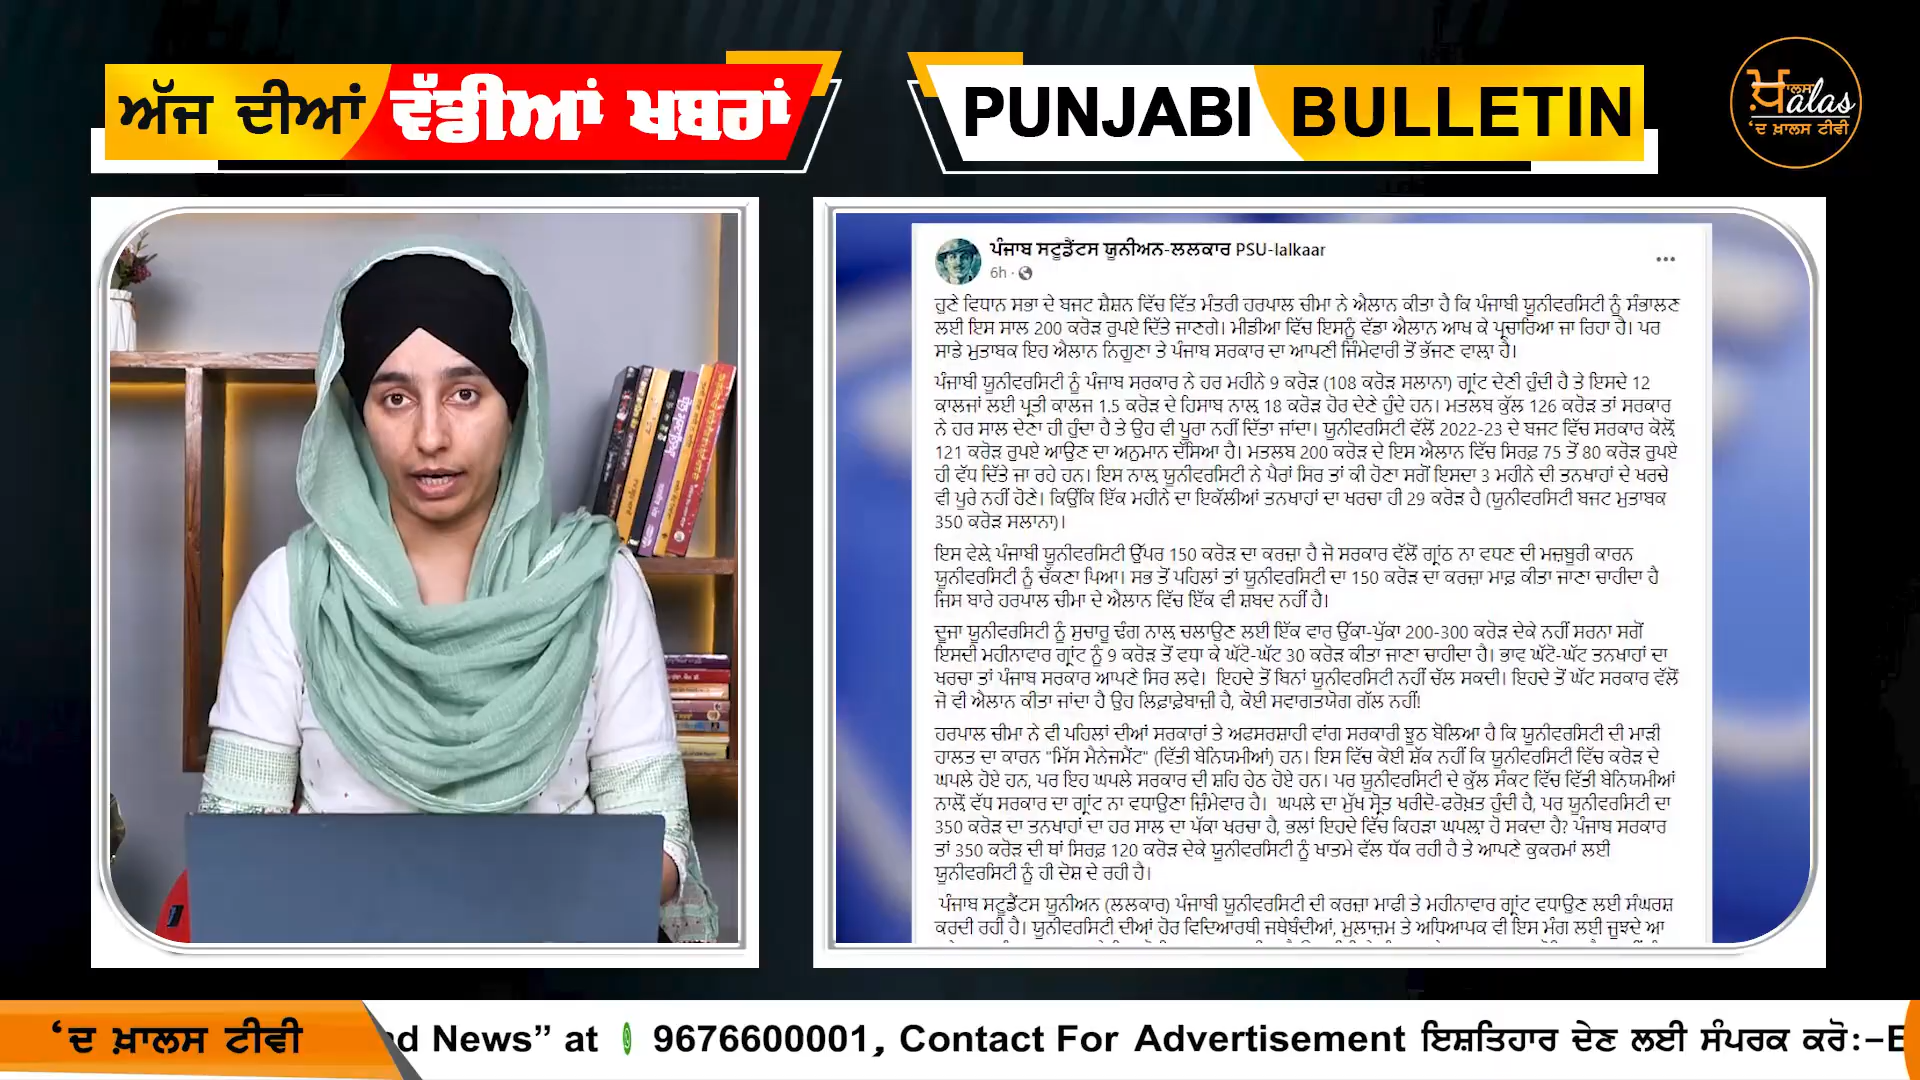 ਅੱਜ ਦੀਆਂ ਵੱਡੀਆਂ ਖਬਰਾਂ
PUNJABI BULLETIN
ਖ਼ਾਲਸ
alas
'ਦ ਖ਼ਾਲਸ ਟੀਵੀ
ਪੰਜਾਬ ਸਟੂਡੈਂਟਸ ਯੂਨੀਅਨ-ਲਲਕਾਰ PSU-lalkaar
6h
ਹੁਣੇ ਵਿਧਾਨ ਸਭਾ ਦੇ ਬਜਟ ਸ਼ੈਸ਼ਨ ਵਿੱਚ ਵਿੱਤ ਮੰਤਰੀ ਹਰਪਾਲ ਚੀਮਾ ਨੇ ਐਲਾਨ ਕੀਤਾ ਹੈ ਕਿ ਪੰਜਾਬੀ ਯੂਨੀਵਰਸਿਟੀ ਨੂੰ ਸੰਭਾਲਣ
ਲਈ ਇਸ ਸਾਲ 200 ਕਰੋੜ ਰੁਪਏ ਦਿੱਤੇ ਜਾਣਗੇ। ਮੀਡੀਆ ਵਿੱਚ ਇਸਨੂੰ ਵੱਡਾ ਐਲਾਨ ਆਖ ਕੇ ਪ੍ਰਚਾਰਿਆ ਜਾ ਰਿਹਾ ਹੈ। ਪਰ
ਸਾਡੇ ਮੁਤਾਬਕ ਇਹ ਐਲਾਨ ਨਿਗੂਣਾ ਤੇ ਪੰਜਾਬ ਸਰਕਾਰ ਦਾ ਆਪਣੀ ਜਿੰਮੇਵਾਰੀ ਤੋਂ ਭੱਜਣ ਵਾਲ਼ਾ ਹੈ।
ਪੰਜਾਬੀ ਯੂਨੀਵਰਸਿਟੀ ਨੂੰ ਪੰਜਾਬ ਸਰਕਾਰ ਨੇ ਹਰ ਮਹੀਨੇ 9 ਕਰੋੜ (108 ਕਰੋੜ ਸਲਾਨਾ) ਗ੍ਰਾਂਟ ਦੇਣੀ ਹੁੰਦੀ ਹੈ ਤੇ ਇਸਦੇ 12
ਕਾਲਜਾਂ ਲਈ ਪ੍ਰਤੀ ਕਾਲਜ 1.5 ਕਰੋੜ ਦੇ ਹਿਸਾਬ ਨਾਲ਼ 18 ਕਰੋੜ ਹੋਰ ਦੇਣੇ ਹੁੰਦੇ ਹਨ। ਮਤਲਬ ਕੁੱਲ 126 ਕਰੋੜ ਤਾਂ ਸਰਕਾਰ
ਨੇ ਹਰ ਸਾਲ ਦੇਣਾ ਹੀ ਹੁੰਦਾ ਹੈ ਤੇ ਉਹ ਵੀ ਪੂਰਾ ਨਹੀਂ ਦਿੱਤਾ ਜਾਂਦਾ। ਯੂਨੀਵਰਸਿਟੀ ਵੱਲੋਂ 2022-23 ਦੇ ਬਜਟ ਵਿੱਚ ਸਰਕਾਰ ਕੋਲੋਂ
121 ਕਰੋੜ ਰੁਪਏ ਆਉਣ ਦਾ ਅਨੁਮਾਨ ਦੱਸਿਆ ਹੈ। ਮਤਲਬ 200 ਕਰੋੜ ਦੇ ਇਸ ਐਲਾਨ ਵਿੱਚ ਸਿਰਫ਼ 75 ਤੋਂ 80 ਕਰੋੜ ਰੁਪਏ
ਹੀ ਵੱਧ ਦਿੱਤੇ ਜਾ ਰਹੇ ਹਨ। ਇਸ ਨਾਲ਼ ਯੂਨੀਵਰਸਿਟੀ ਨੇ ਪੈਰਾਂ ਸਿਰ ਤਾਂ ਕੀ ਹੋਣਾ ਸਗੋਂ ਇਸਦਾ 3 ਮਹੀਨੇ ਦੀ ਤਨਖਾਹਾਂ ਦੇ ਖਰਚੇ
ਵੀ ਪੂਰੇ ਨਹੀਂ ਹੋਣੇ। ਕਿਉਂਕਿ ਇੱਕ ਮਹੀਨੇ ਦਾ ਇਕੱਲੀਆਂ ਤਨਖਾਹਾਂ ਦਾ ਖਰਚਾ ਹੀ 29 ਕਰੋੜ ਹੈ (ਯੂਨੀਵਰਸਿਟੀ ਬਜਟ ਮੁਤਾਬਕ
350 ਕਰੋੜ ਸਲਾਨਾ)।
ਇਸ ਵੇਲ਼ੇ ਪੰਜਾਬੀ ਯੂਨੀਵਰਸਿਟੀ ਉੱਪਰ 150 ਕਰੋੜ ਦਾ ਕਰਜ਼ਾ ਹੈ ਜੋ ਸਰਕਾਰ ਵੱਲੋਂ ਗ੍ਰਾਂਠ ਨਾ ਵਧਣ ਦੀ ਮਜ਼ਬੂਰੀ ਕਾਰਨ
ਯੂਨੀਵਰਸਿਟੀ ਨੂੰ ਚੱਕਣਾ ਪਿਆ। ਸਭ ਤੋਂ ਪਹਿਲਾਂ ਤਾਂ ਯੂਨੀਵਰਸਿਟੀ ਦਾ 150 ਕਰੋੜ ਦਾ ਕਰਜ਼ਾ ਮਾਫ਼ ਕੀਤਾ ਜਾਣਾ ਚਾਹੀਦਾ ਹੈ
ਜਿਸ ਬਾਰੇ ਹਰਪਾਲ ਚੀਮਾ ਦੇ ਐਲਾਨ ਵਿੱਚ ਇੱਕ ਵੀ ਸ਼ਬਦ ਨਹੀਂ ਹੈ।
ਦੂਜਾ ਯੂਨੀਵਰਸਿਟੀ ਨੂੰ ਸੁਚਾਰੂ ਢੰਗ ਨਾਲ਼ ਚਲਾਉਣ ਲਈ ਇੱਕ ਵਾਰ ਉੱਕਾ-ਪੁੱਕਾ 200-300 ਕਰੋੜ ਦੇਕੇ ਨਹੀਂ ਸਰਨਾ ਸਗੋਂ
ਇਸਦੀ ਮਹੀਨਾਵਾਰ ਗ੍ਰਾਂਟ ਨੂੰ 9 ਕਰੋੜ ਤੋਂ ਵਧਾ ਕੇ ਘੱਟੋ-ਘੱਟ 30 ਕਰੋੜ ਕੀਤਾ ਜਾਣਾ ਚਾਹੀਦਾ ਹੈ। ਭਾਵ ਘੱਟੋ-ਘੱਟ ਤਨਖਾਹਾਂ ਦਾ
ਖਰਚਾ ਤਾਂ ਪੰਜਾਬ ਸਰਕਾਰ ਆਪਣੇ ਸਿਰ ਲਵੇ। ਇਹਦੇ ਤੋਂ ਬਿਨਾਂ ਯੂਨੀਵਰਸਿਟੀ ਨਹੀਂ ਚੱਲ ਸਕਦੀ। ਇਹਦੇ ਤੋਂ ਘੱਟ ਸਰਕਾਰ ਵੱਲੋਂ
ਜੋ ਵੀ ਐਲਾਨ ਕੀਤਾ ਜਾਂਦਾ ਹੈ ਉਹ ਲਿਫ਼ਾਫ਼ੇਬਾਜ਼ੀ ਹੈ, ਕੋਈ ਸਵਾਗਤਯੋਗ ਗੱਲ ਨਹੀਂ!
ਹਰਪਾਲ ਚੀਮਾ ਨੇ ਵੀ ਪਹਿਲਾਂ ਦੀਆਂ ਸਰਕਾਰਾਂ ਤੇ ਅਫਸਰਸ਼ਾਹੀ ਵਾਂਗ ਸਰਕਾਰੀ ਝੂਠ ਬੋਲਿਆ ਹੈ ਕਿ ਯੂਨੀਵਰਸਿਟੀ ਦੀ ਮਾੜੀ
ਹਾਲਤ ਦਾ ਕਾਰਨ "ਮਿੱਸ ਮੈਨੇਜਮੈਂਟ" (ਵਿੱਤੀ ਬੇਨਿਯਮੀਆਂ) ਹਨ। ਇਸ ਵਿੱਚ ਕੋਈ ਸ਼ੱਕ ਨਹੀਂ ਕਿ ਯੂਨੀਵਰਸਿਟੀ ਵਿੱਚ ਕਰੋੜ ਦੇ
ਘਪਲੇ ਹੋਏ ਹਨ, ਪਰ ਇਹ ਘਪਲੇ ਸਰਕਾਰ ਦੀ ਸ਼ਹਿ ਹੇਠ ਹੋਏ ਹਨ। ਪਰ ਯੂਨੀਵਰਸਿਟੀ ਦੇ ਕੁੱਲ ਸੰਕਟ ਵਿੱਚ ਵਿੱਤੀ ਬੇਨਿਯਮੀਆਂ
ਨਾਲੋਂ ਵੱਧ ਸਰਕਾਰ ਦਾ ਗ੍ਰਾਂਟ ਨਾ ਵਧਾਉਣਾ ਜ਼ਿੰਮੇਵਾਰ ਹੈ। ਘਪਲੇ ਦਾ ਮੁੱਖ ਸ੍ਰੋਤ ਖਰੀਦੋ-ਫਰੋਖ਼ਤ ਹੁੰਦੀ ਹੈ, ਪਰ ਯੂਨੀਵਰਸਿਟੀ ਦਾ
350 ਕਰੋੜ ਦਾ ਤਨਖਾਹਾਂ ਦਾ ਹਰ ਸਾਲ ਦਾ ਪੱਕਾ ਖਰਚਾ ਹੈ, ਭਲਾਂ ਇਹਦੇ ਵਿੱਚ ਕਿਹੜਾ ਘਪਲ਼ਾ ਹੋ ਸਕਦਾ ਹੈ? ਪੰਜਾਬ ਸਰਕਾਰ
ਤਾਂ 350 ਕਰੋੜ ਦੀ ਥਾਂ ਸਿਰਫ਼ 120 ਕਰੋੜ ਦੇਕੇ ਯੂਨੀਵਰਸਿਟੀ ਨੂੰ ਖਾਤਮੇ ਵੱਲ ਧੱਕ ਰਹੀ ਹੈ ਤੇ ਆਪਣੇ ਕੁਕਰਮਾਂ ਲਈ
ਯੂਨੀਵਰਸਿਟੀ ਨੂੰ ਹੀ ਦੋਸ਼ ਦੇ ਰਹੀ ਹੈ।
ਪੰਜਾਬ ਸਟੂਡੈਂਟਸ ਯੂਨੀਅਨ (ਲਲਕਾਰ) ਪੰਜਾਬੀ ਯੂਨੀਵਰਸਿਟੀ ਦੀ ਕਰਜ਼ਾ ਮਾਫੀ ਤੇ ਮਹੀਨਾਵਾਰ ਗ੍ਰਾਂਟ ਵਧਾਉਣ ਲਈ ਸੰਘਰਸ਼
ਕਰਦੀ ਰਹੀ ਹੈ। ਯੂਨੀਵਰਸਿਟੀ ਦੀਆਂ ਹੋਰ ਵਿਦਿਆਰਥੀ ਜਥੇਬੰਦੀਆਂ, ਮੁਲਾਜ਼ਮ ਤੇ ਅਧਿਆਪਕ ਵੀ ਇਸ ਮੰਗ ਲਈ ਜੂਝਦੇ ਆ
'ਦ ਖ਼ਾਲਸ ਟੀਵੀ
d News” at 9676600001, Contact For Advertisement ਇਸ਼ਤਿਹਾਰ ਦੇਣ ਲਈ ਸੰਪਰਕ ਕਰੋ:-E